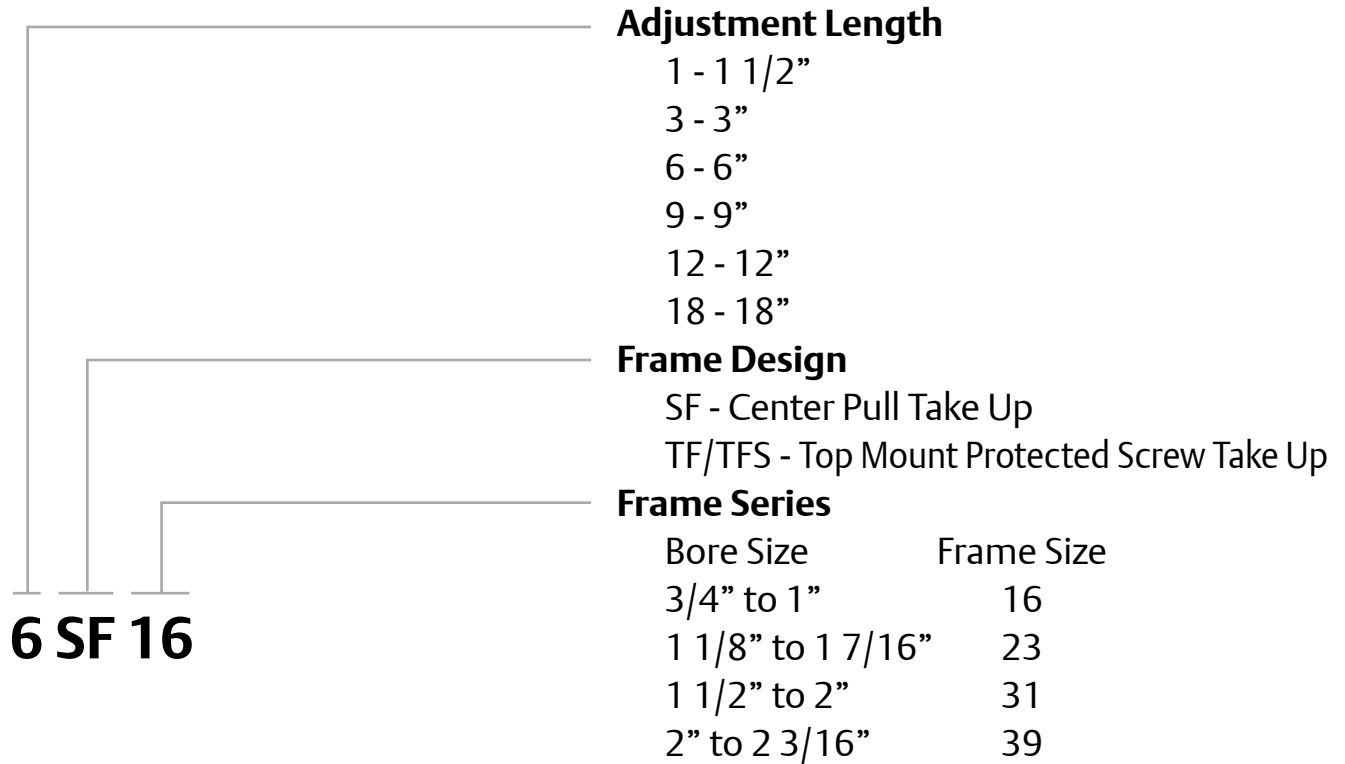 Adjustment Length
1 - 1 1/2”
3 - 3”
6 - 6”
9 - 9”
12 - 12”
18 - 18”
Frame Design
SF - Center Pull Take Up
TF/TFS - Top Mount Protected Screw Take Up
Frame Series
Bore Size Frame Size
3/4” to 1” 16
1 1/8” to 1 7/16” 23
1 1/2” to 2” 31
2” to 2 3/16” 39
6 SF 16